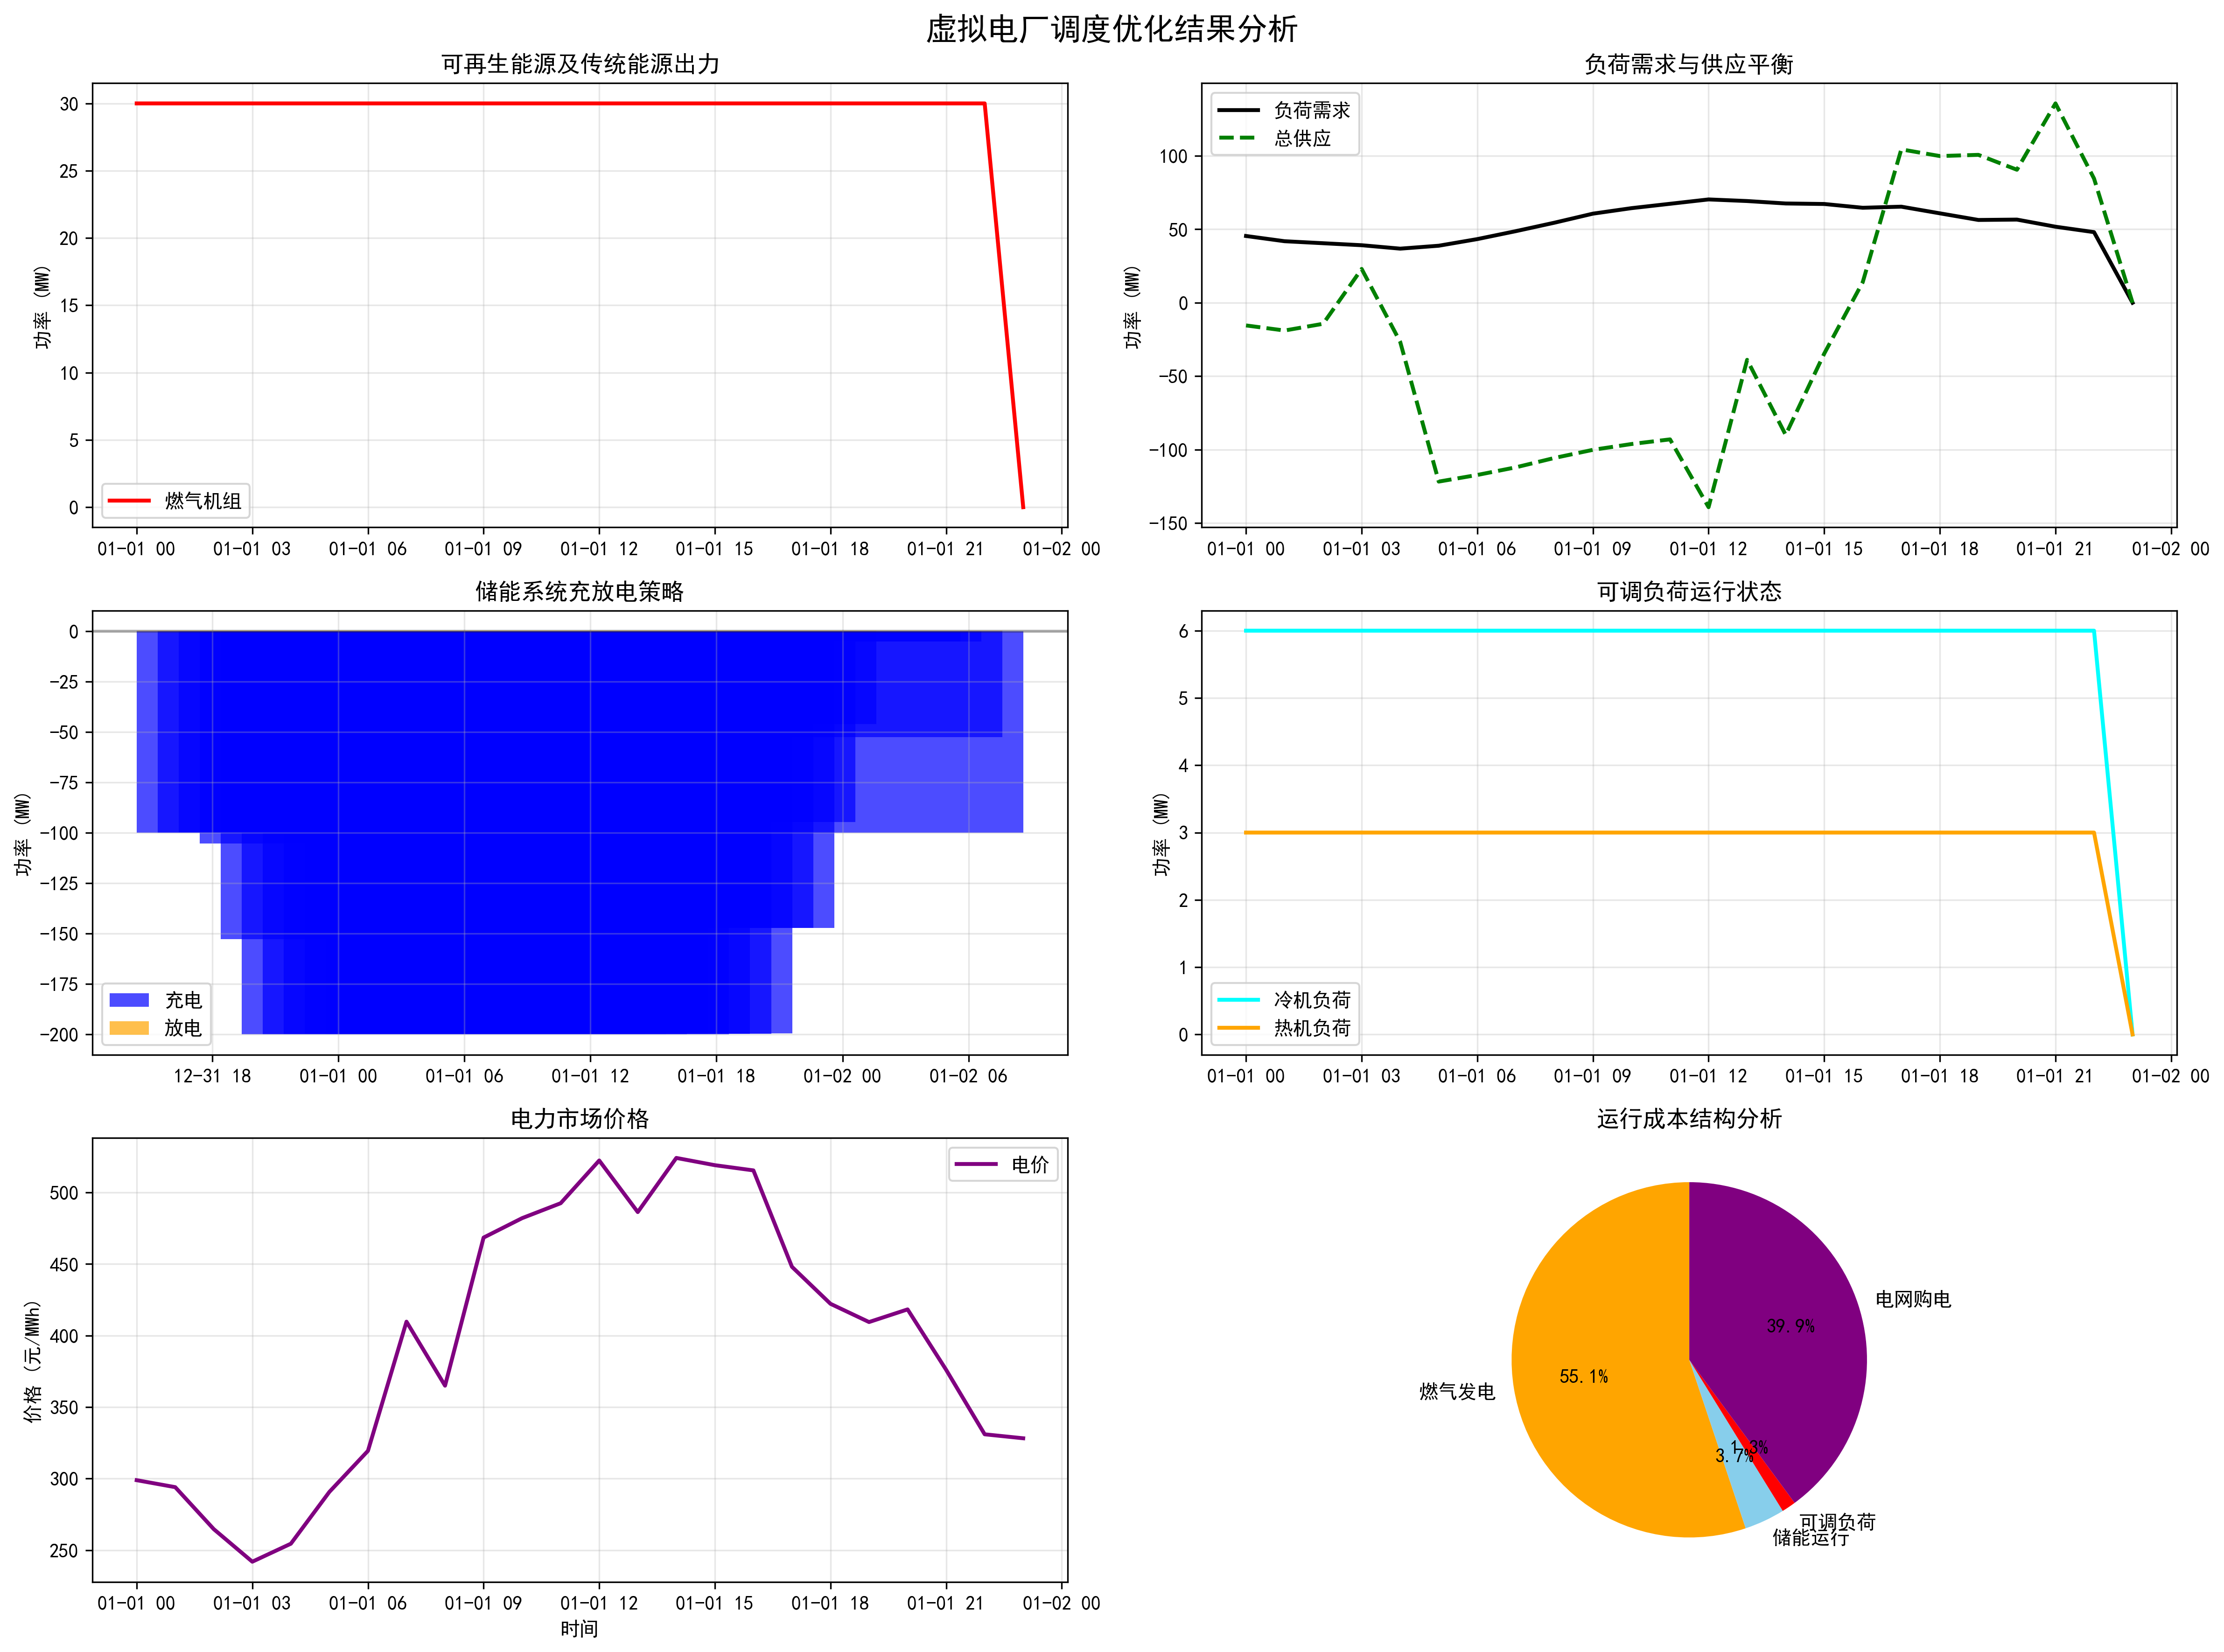 虚拟电厂调度优化结果分析
可再生能源及传统能源出力
功率 (MW)
30
25
20
15
10
5
0
燃气机组
01-01 00 01-01 03 01-01 06 01-01 09 01-01 12 01-01 15 01-01 18 01-01 21 01-02 00
负荷需求与供应平衡
功率 (MW)
负荷需求
总供应
100
50
0
−50
−100
−150
01-01 00 01-01 03 01-01 06 01-01 09 01-01 12 01-01 15 01-01 18 01-01 21 01-02 00
储能系统充放电策略
功率 (MW)
0
−25
−50
−75
−100
−125
−150
−175
−200
充电
放电
12-31 18 01-01 00 01-01 06 01-01 12 01-01 18 01-02 00 01-02 06
可调负荷运行状态
功率 (MW)
6
5
4
3
2
1
0
冷机负荷
热机负荷
01-01 00 01-01 03 01-01 06 01-01 09 01-01 12 01-01 15 01-01 18 01-01 21 01-02 00
电力市场价格
价格 (元/MWh)
电价
500
450
400
350
300
250
01-01 00 01-01 03 01-01 06 01-01 09 01-01 12 01-01 15 01-01 18 01-01 21 01-02 00
时间
运行成本结构分析
电网购电
39.9%
55.1%
燃气发电
1.3%
3.7%
可调负荷
储能运行